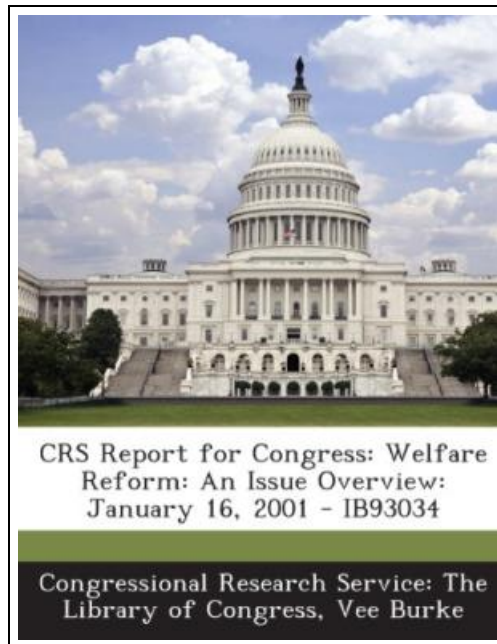 CRS Report for Congress: Welfare
Reform: An Issue Overview:
January 16, 2001 - IB93034
Congressional Research Service: The
Library of Congress, Vee Burke